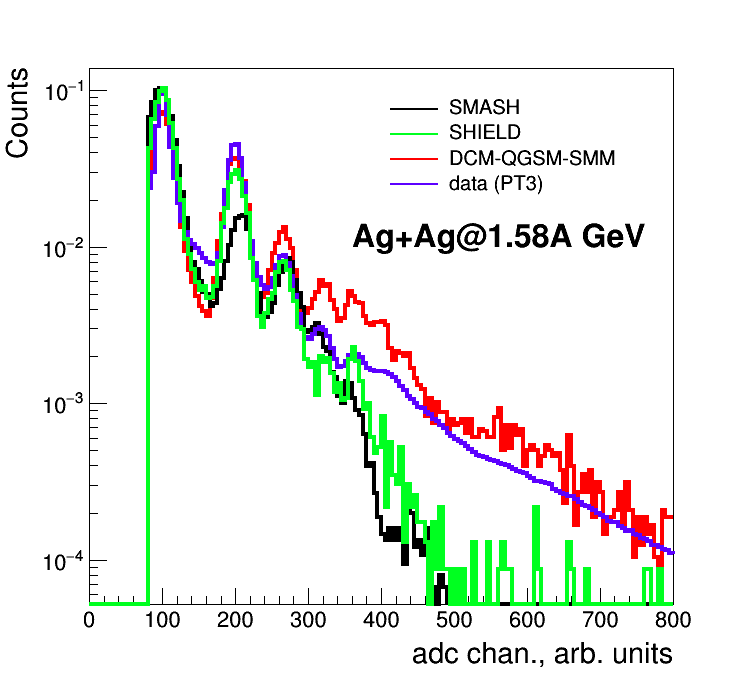 Counts
10−1
10−2
10−3
10−4
SMASH
SHIELD
DCM-QGSM-SMM
data (PT3)
Ag+Ag@1.58A GeV
0 100 200 300 400 500 600 700 800
adc chan., arb. units